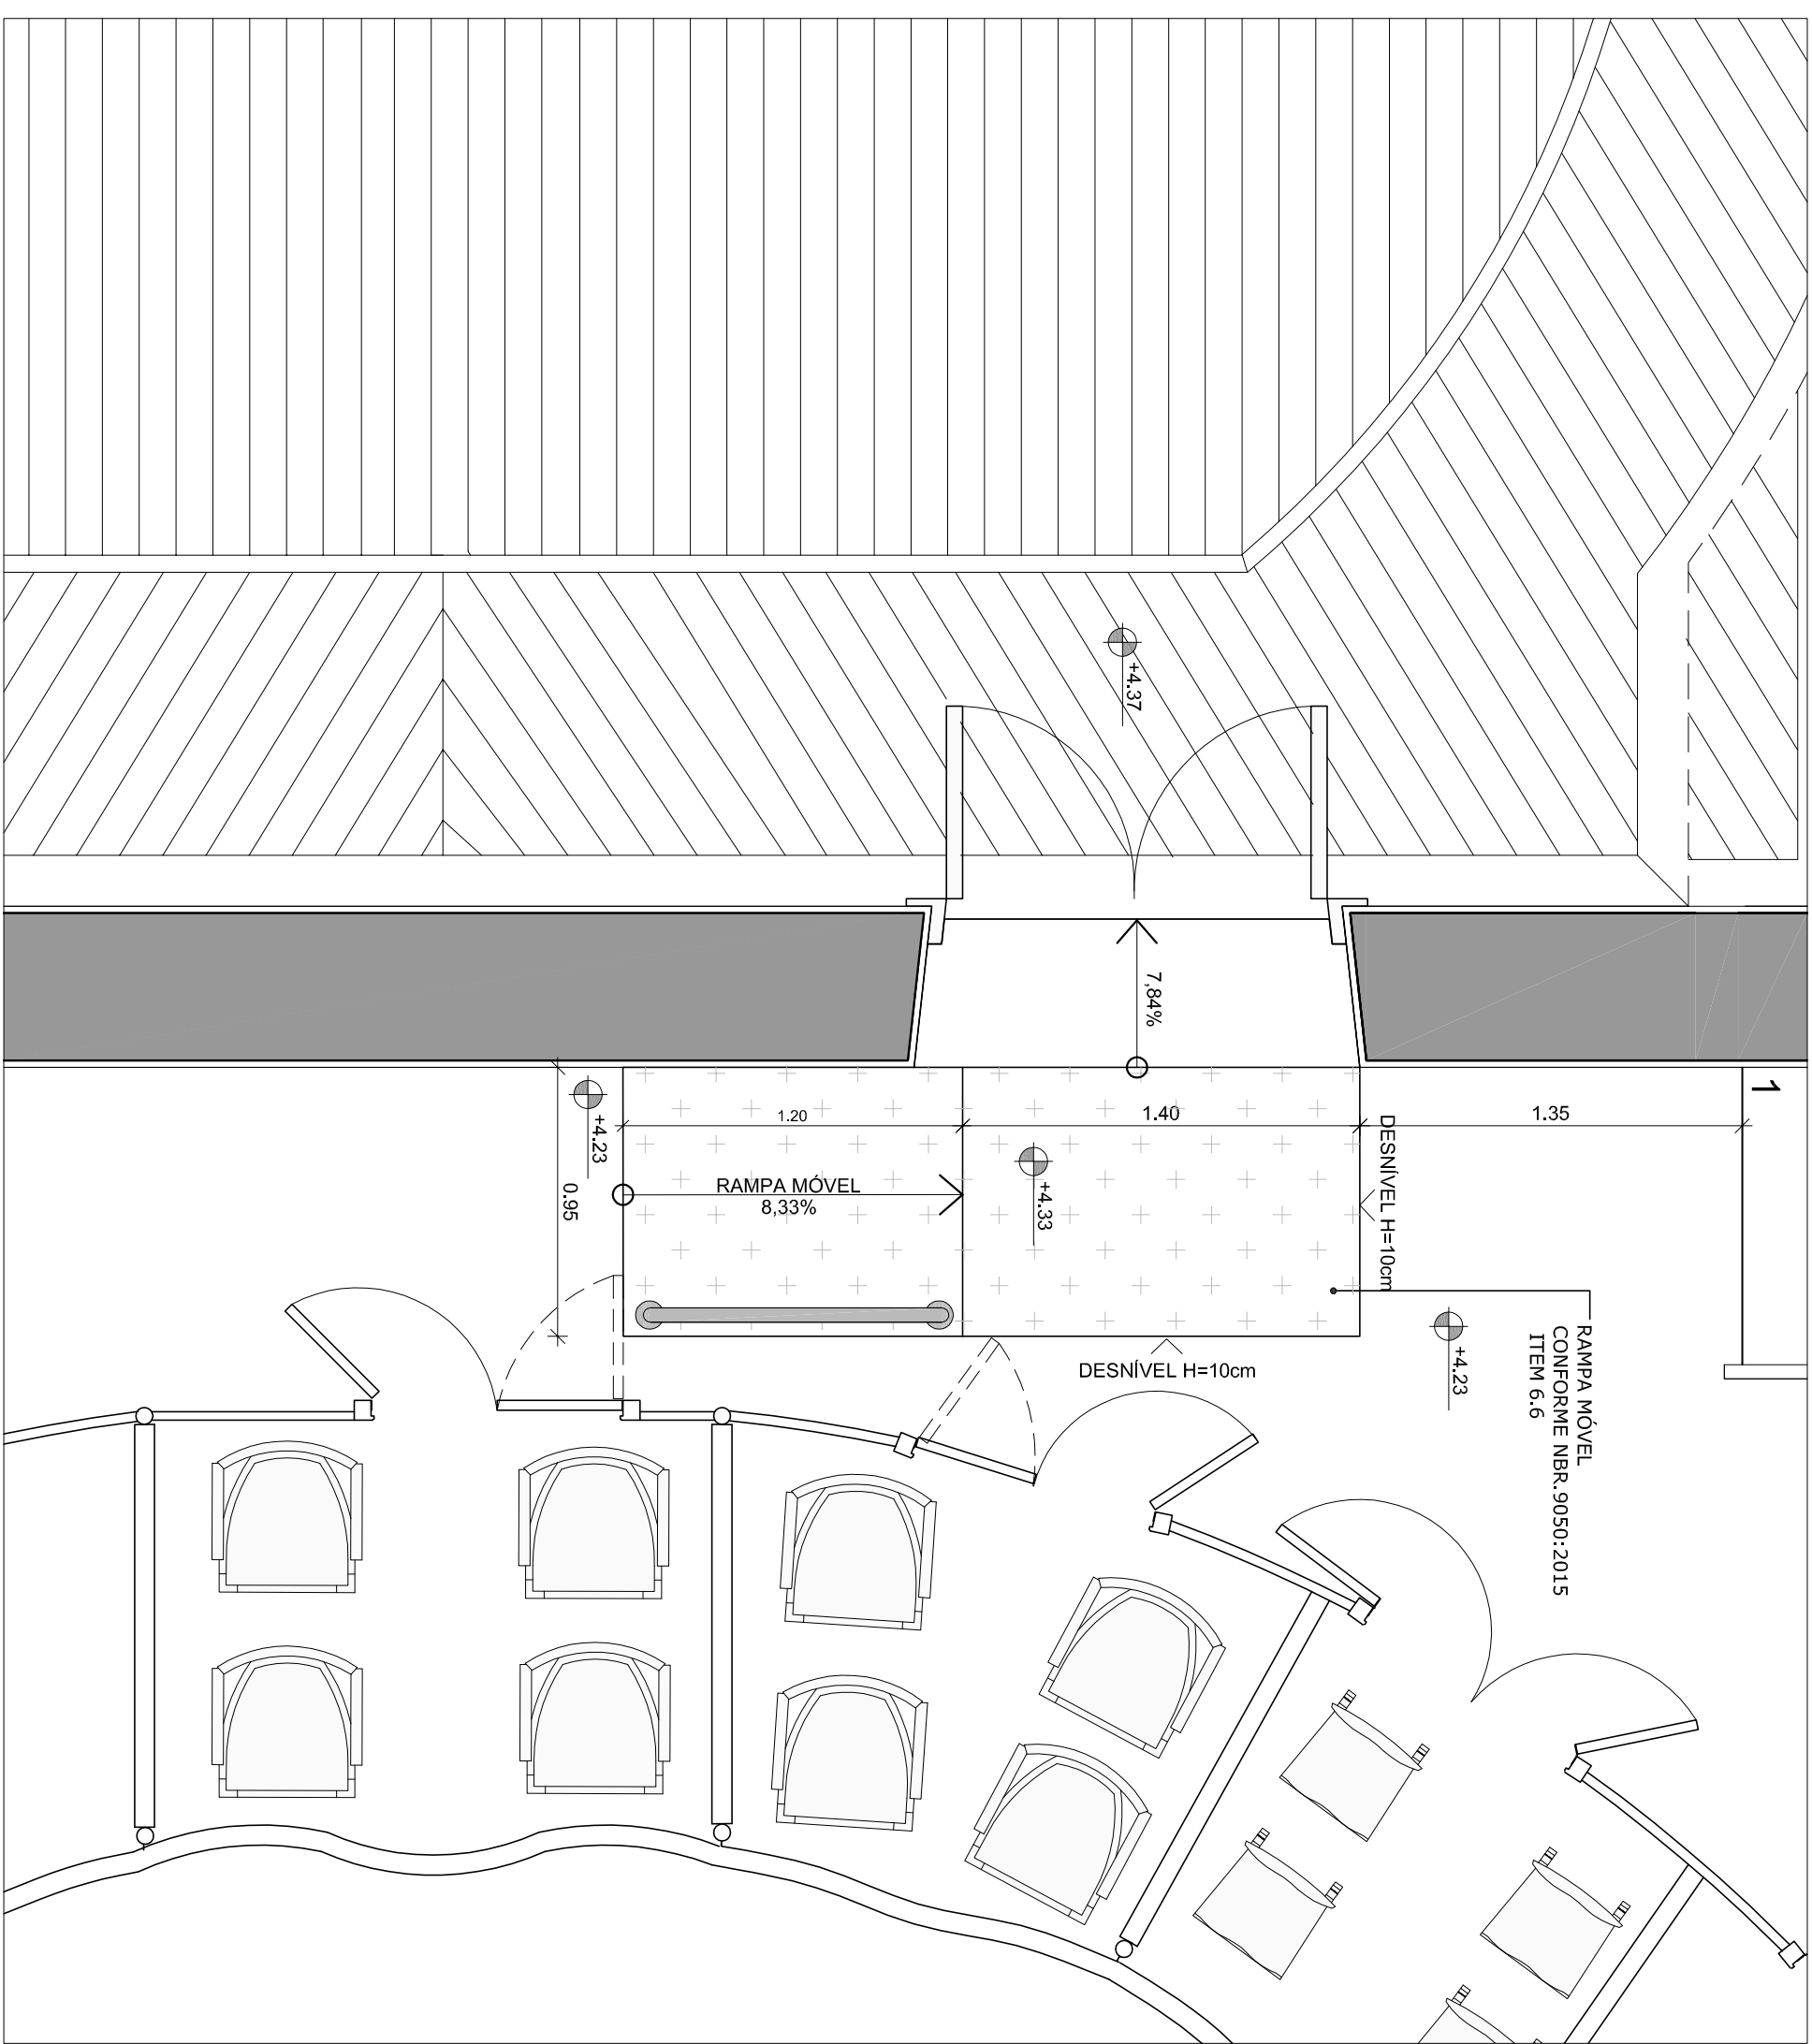 +4.37
7,84%
1
+4.23
1.20
1.40
1.35
DESNÍVEL H=10cm
RAMPA MÓVEL
8,33%
+4.33
0.95
DESNÍVEL H=10cm
+4.23
RAMPA MÓVEL
CONFORME NBR.9050:2015
ITEM 6.6